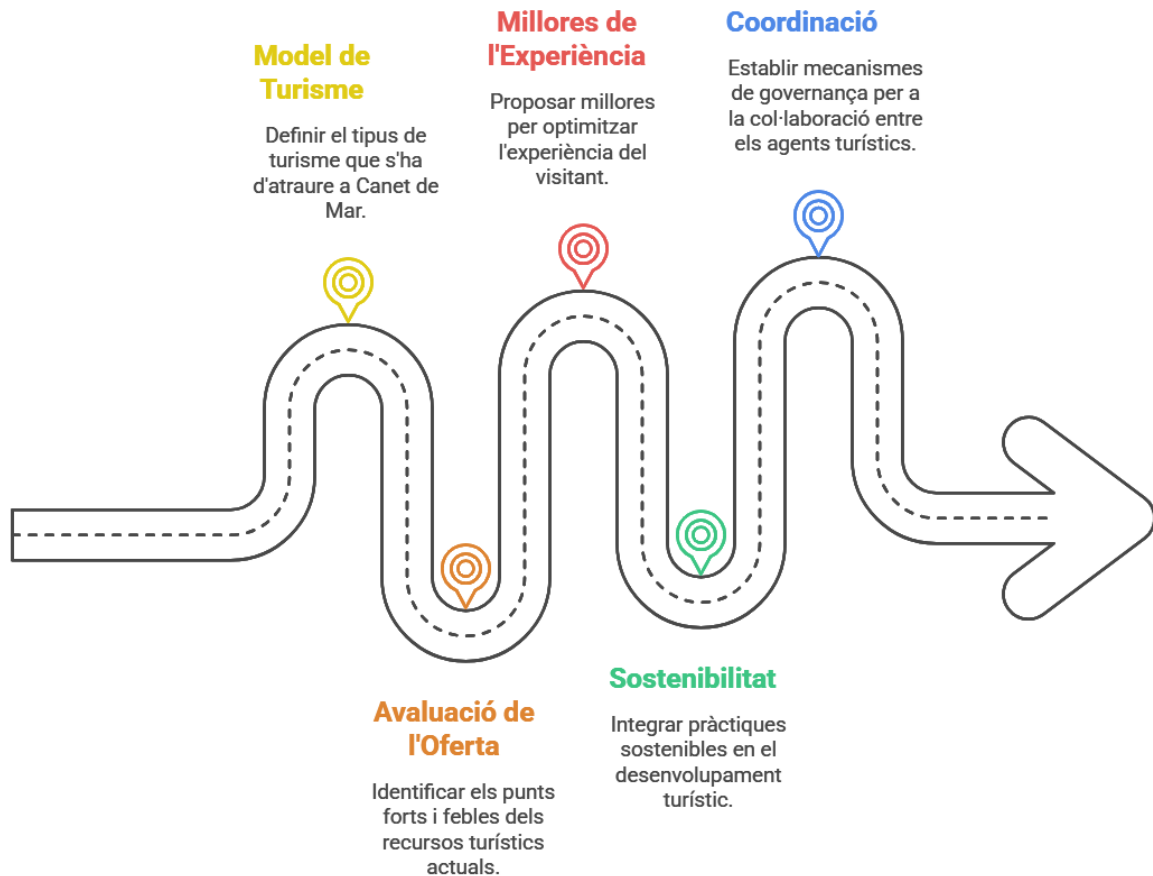 Model de
Turisme
Definir el tipus de
turisme que s'ha
d'atraure a Canet de
Mar.
Avaluació de
l'Oferta
Identificar els punts
forts i febles dels
recursos turístics
actuals.
Millores de
l'Experiència
Proposar millores
per optimitzar
l'experiència del
visitant.
Sostenibilitat
Integrar pràctiques
sostenibles en el
desenvolupament
turístic.
Coordinació
Establir mecanismes
de governança per a
la col·laboració entre
els agents turístics.